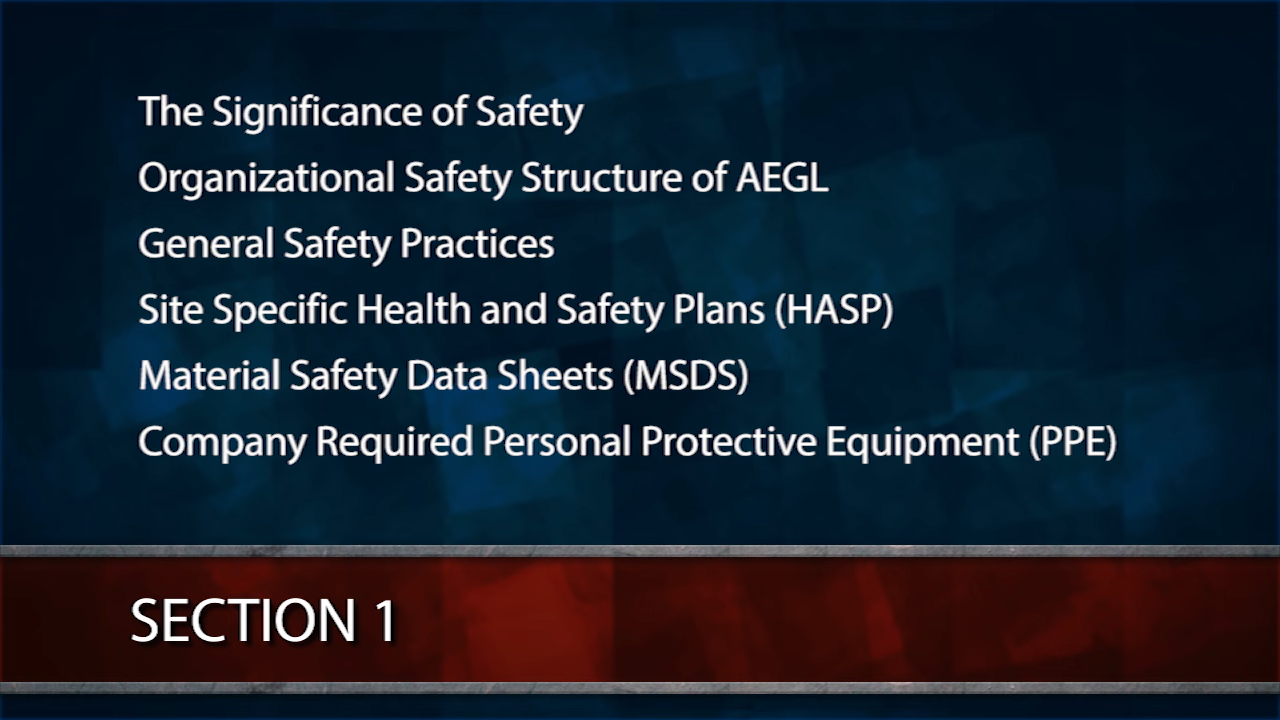 The Significance of Safety
Organizational Safety Structure of AEGL
General Safety Practices
Site Specific Health and Safety Plans (HASP)
Material Safety Data Sheets (MSDS)
Company Required Personal Protective Equipment (PPE)
SECTION 1